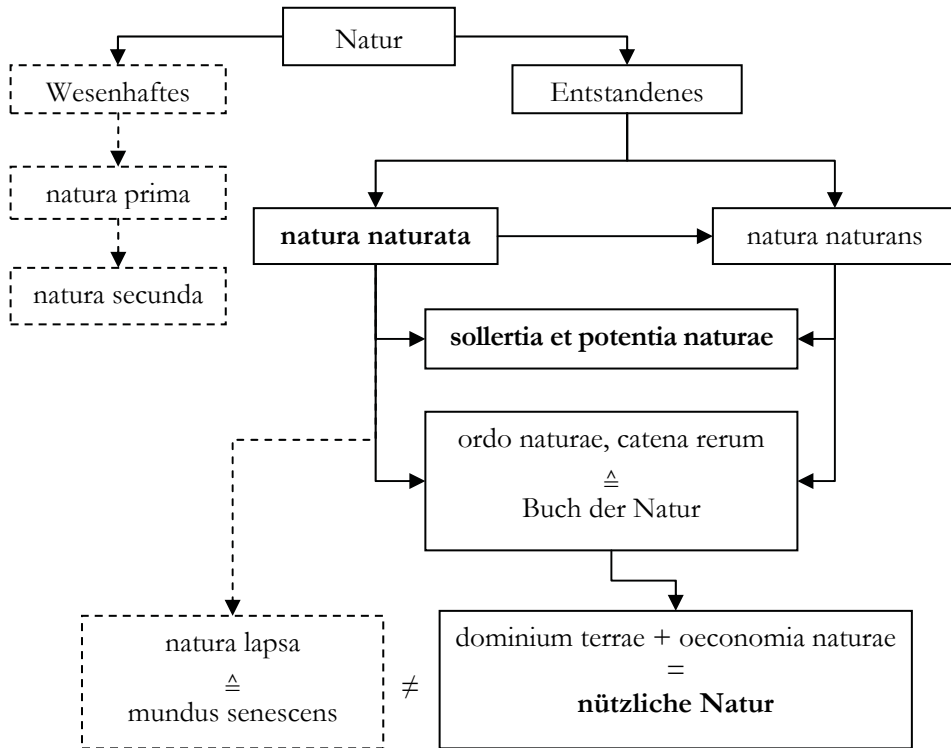 Natur
Wesenhaftes
Entstandenes
natura prima
natura naturata
natura naturans
natura secunda
sollertia et potentia naturae
ordo naturae, catena rerum
≙
Buch der Natur
natura lapsa
≙
mundus senescens
≠
dominium terrae + oeconomia naturae
=
nützliche Natur